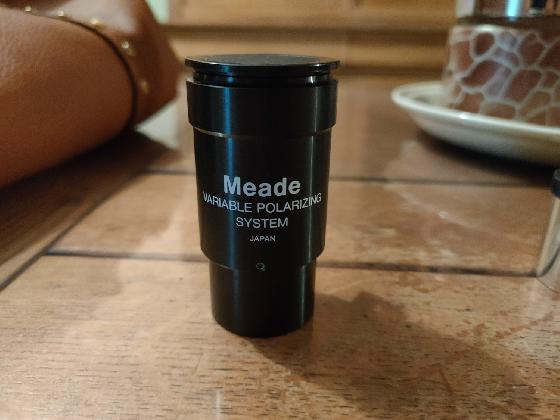 Meade
VARIABLE POLARIZING
SYSTEM
JAPAN